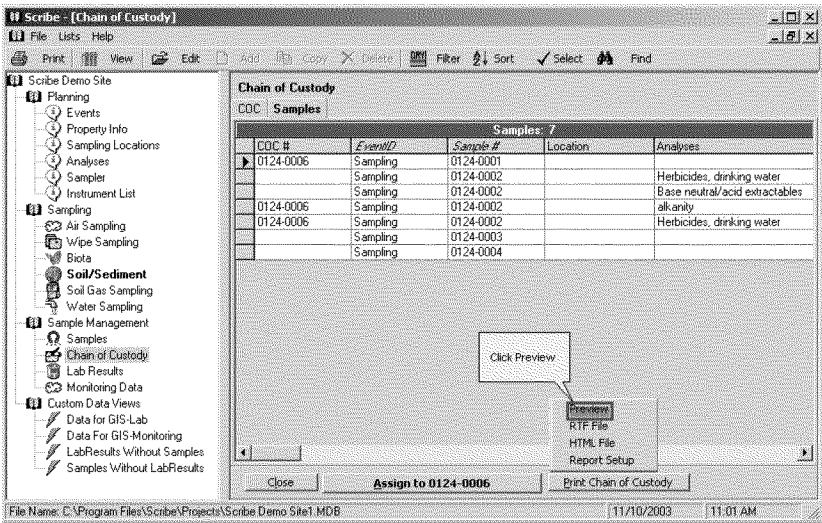 Scribe - [Chain of Custody]
File Lists Help
Print View Edit Add Copy Delete Filter Sort Select Find
Scribe Demo Site
Planning
Events
Property Info
Sampling Locations
Analyses
Sampler
Instrument List
Sampling
Air Sampling
Wipe Sampling
Biota
Soil/Sediment
Soil Gas Sampling
Water Sampling
Sample Management
Samples
Chain of Custody
Lab Results
Monitoring Data
Custom Data Views
Data for GIS-Lab
Data For GIS-Monitoring
LabResults Without Samples
Samples Without LabResults
Chain of Custody
COC Samples
Samples: 7
COC # EventID Sample # Location Analyses
0124-0006 Sampling 0124-0001
Sampling 0124-0002 Herbicides, drinking water
Sampling 0124-0002 Base neutral/acid extractables
0124-0006 Sampling 0124-0002 alkanity
0124-0006 Sampling 0124-0002 Herbicides, drinking water
Sampling 0124-0003
Sampling 0124-0004
Click Preview
Preview
RTF File
HTML File
Report Setup
Close Assign to 0124-0006 Print Chain of Custody
File Name: C:\Program Files\Scribe\Projects\Scribe Demo Site1.MDB 11/10/2003 11:01 AM